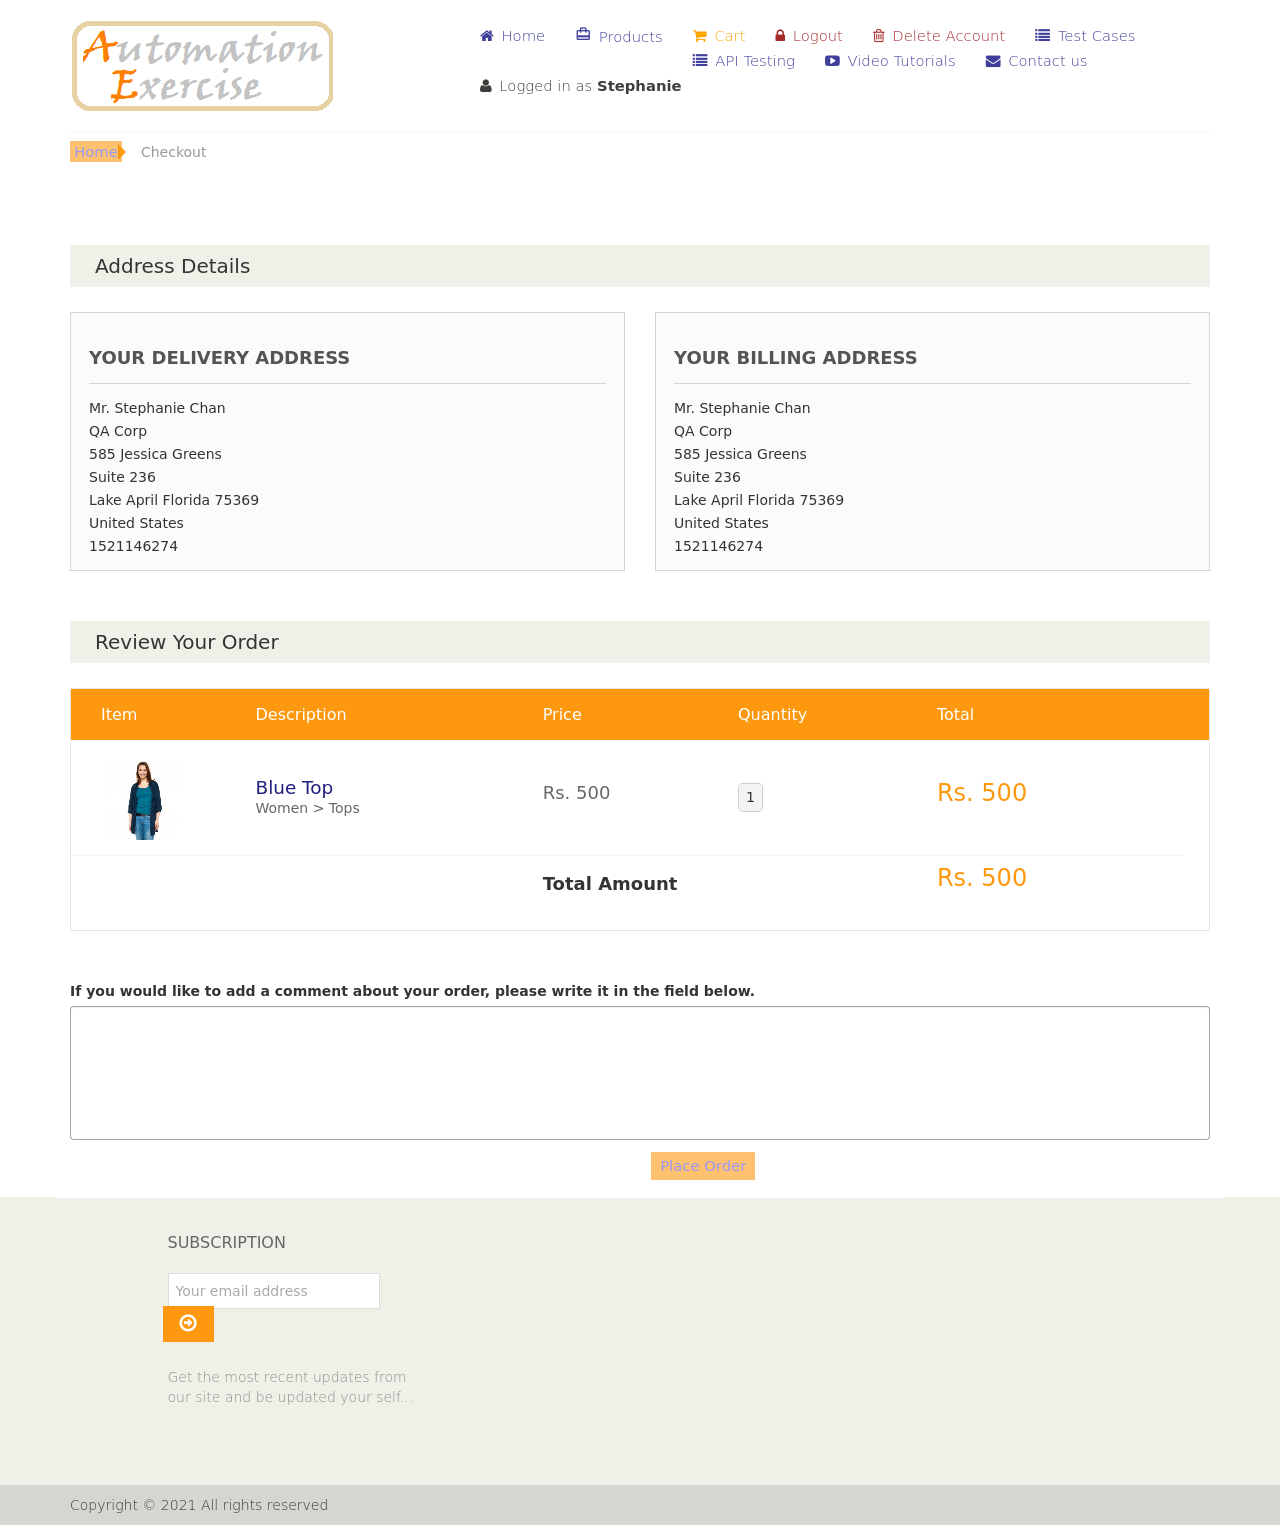 Automation
Exercise
Home
Products
Cart
Logout
Delete Account
Test Cases
API Testing
Video Tutorials
Contact us
Logged in as Stephanie
Home
Checkout
Address Details
YOUR DELIVERY ADDRESS
Mr. Stephanie Chan
QA Corp
585 Jessica Greens
Suite 236
Lake April Florida 75369
United States
1521146274
YOUR BILLING ADDRESS
Mr. Stephanie Chan
QA Corp
585 Jessica Greens
Suite 236
Lake April Florida 75369
United States
1521146274
Review Your Order
Item Description Price Quantity Total
Blue Top
Women > Tops
Rs. 500
1
Rs. 500
Total Amount
Rs. 500
If you would like to add a comment about your order, please write it in the field below.
Place Order
SUBSCRIPTION
Your email address
Get the most recent updates from
our site and be updated your self...
Copyright © 2021 All rights reserved